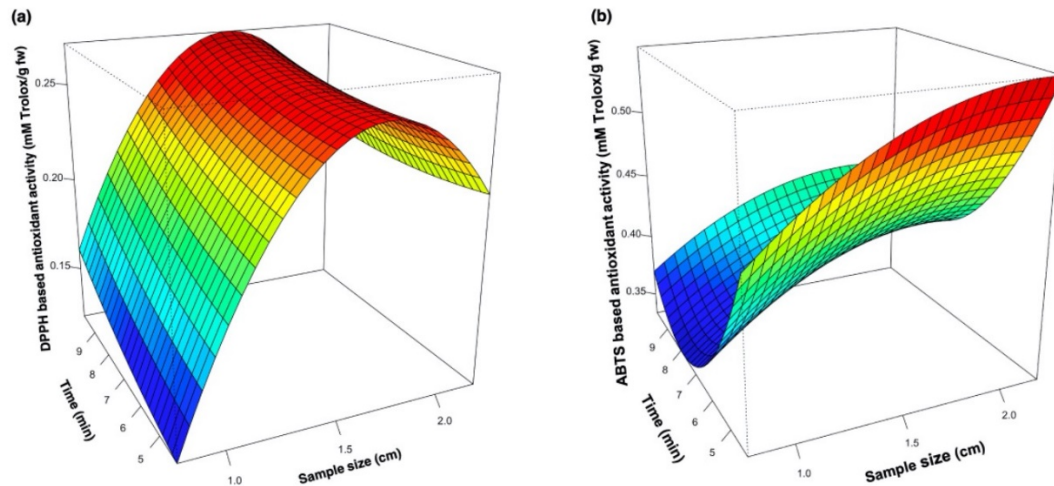 (a)
DPPH based antioxidant activity (mM Trolox/g fw)
0.25
0.20
0.15
9
8
7
6
5
Time (min)
1.0
1.5
2.0
Sample size (cm)
(b)
ABTS based antioxidant activity (mM Trolox/g fw)
0.50
0.45
0.40
0.35
9
8
7
6
5
Time (min)
1.0
1.5
2.0
Sample size (cm)